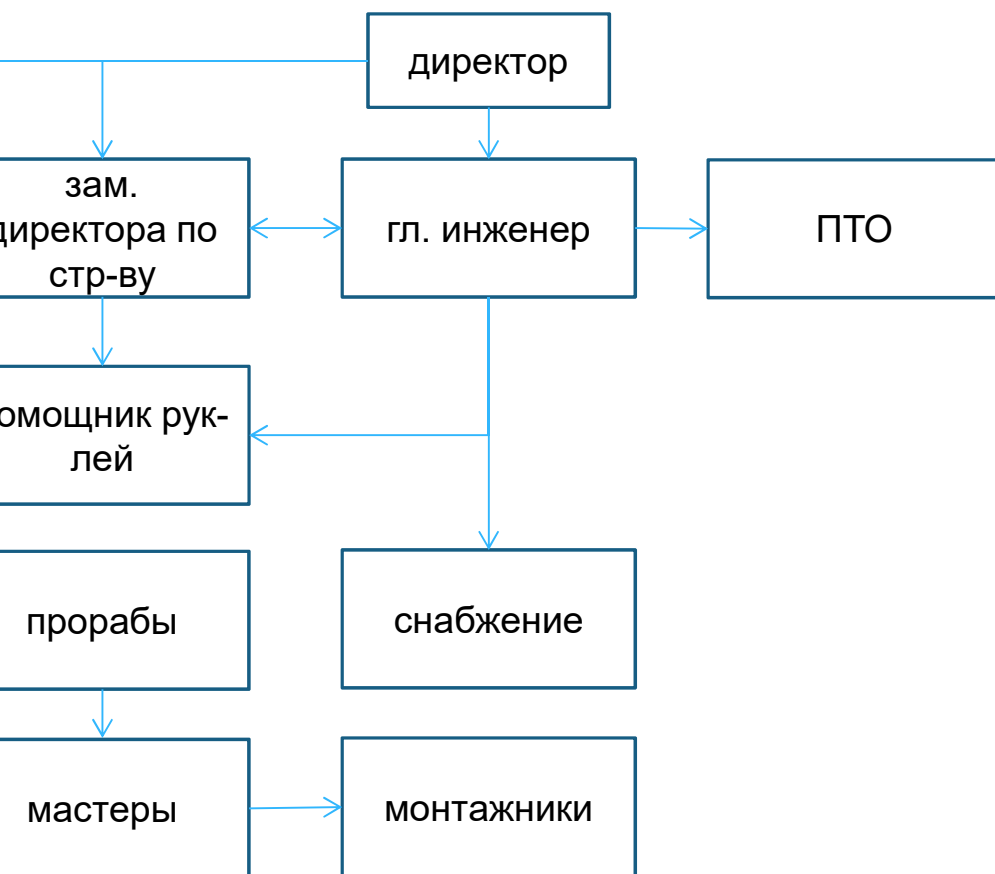 директор
зам.
директора по
стр-ву
гл. инженер
ПТО
омощник рук-
лей
прорабы
снабжение
мастеры
монтажники